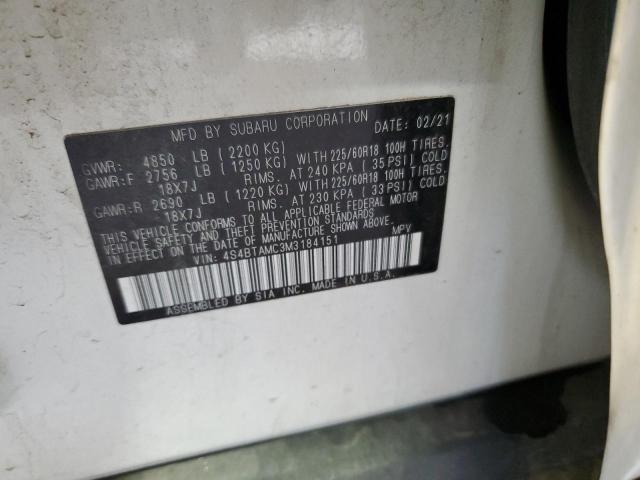 MFD BY SUBARU CORPORATION DATE: 02/21
GVWR: 4850 LB (2200 KG)
GAWR:F 2756 LB (1250 KG) WITH 225/60R18 100H TIRES.
18X7J RIMS. AT 240 KPA (35 PSI) COLD
GAWR:R 2690 LB (1220 KG) WITH 225/60R18 100H TIRES.
18X7J RIMS. AT 230 KPA (33 PSI) COLD
THIS VEHICLE CONFORMS TO ALL APPLICABLE FEDERAL MOTOR
VEHICLE SAFETY AND THEFT PREVENTION STANDARDS
IN EFFECT ON THE DATE OF MANUFACTURE SHOWN ABOVE.
VIN: 4S4BTAMC3M3184151 MPV
ASSEMBLED BY SIA INC. MADE IN U.S.A.